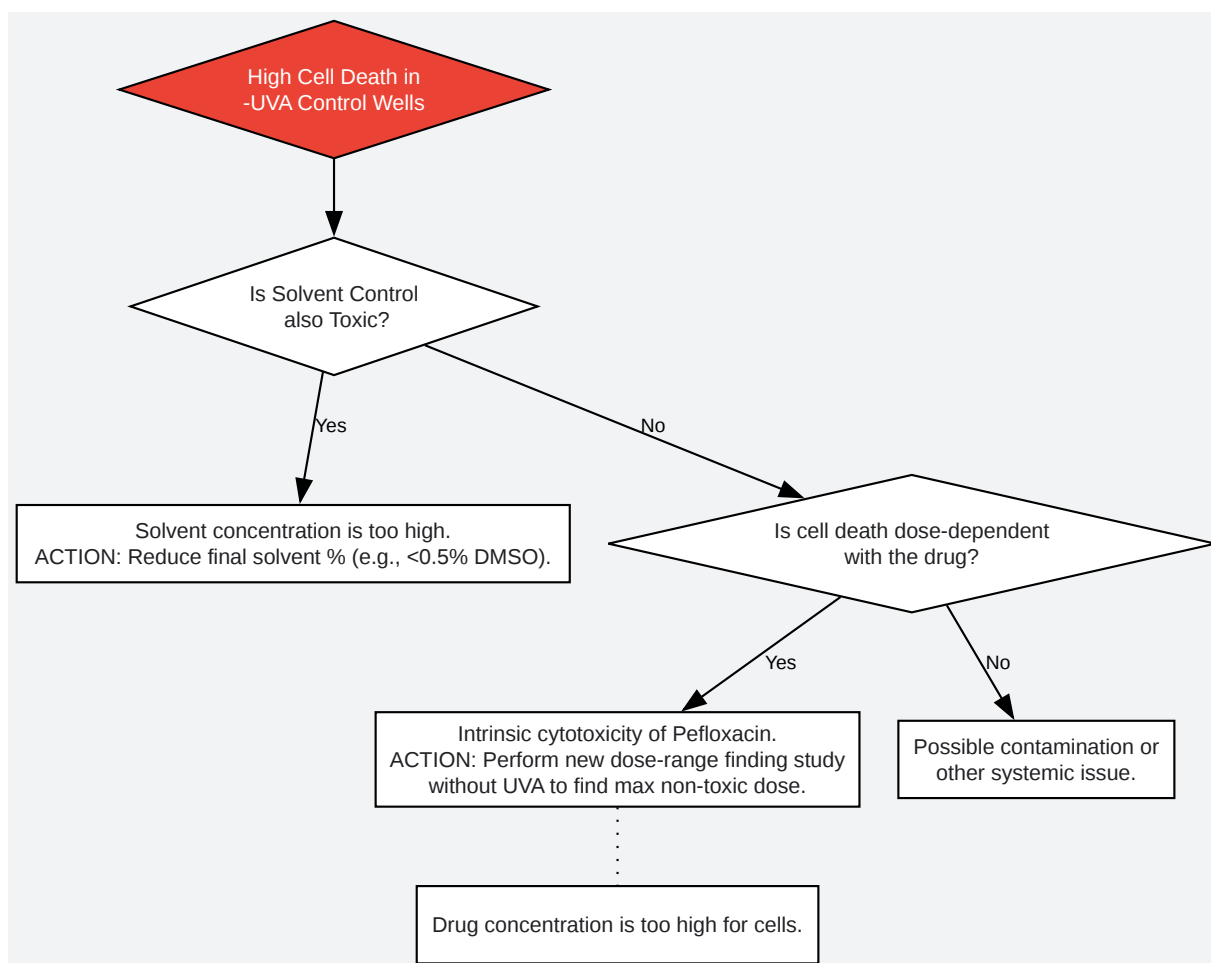 High Cell Death in
-UVA Control Wells
Is Solvent Control
also Toxic?
Yes
No
Solvent concentration is too high.
ACTION: Reduce final solvent % (e.g., <0.5% DMSO).
Is cell death dose-dependent
with the drug?
Yes
No
Intrinsic cytotoxicity of Pefloxacin.
ACTION: Perform new dose-range finding study
without UVA to find max non-toxic dose.
Possible contamination or
other systemic issue.
Drug concentration is too high for cells.